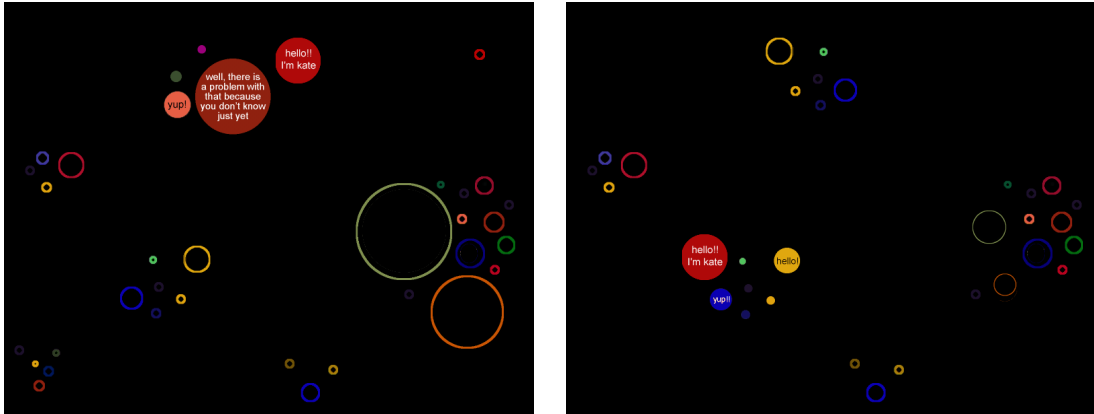 hello!!
I'm kate
well, there is
a problem with
that because
you don't know
just yet
yup!
hello!!
I'm kate
hello!
yup!!